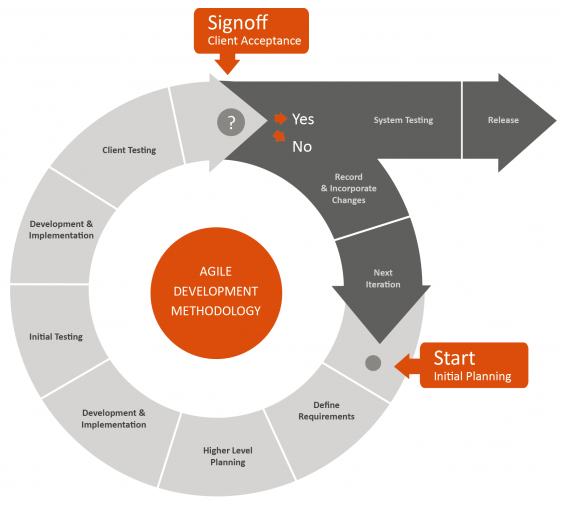 Signoff
Client Acceptance
?
Yes
No
System Testing
Release
Record
& Incorporate
Changes
Next
Iteration
Start
Initial Planning
Define
Requirements
Higher Level
Planning
Development &
Implementation
Initial Testing
Development &
Implementation
Client Testing
AGILE
DEVELOPMENT
METHODOLOGY